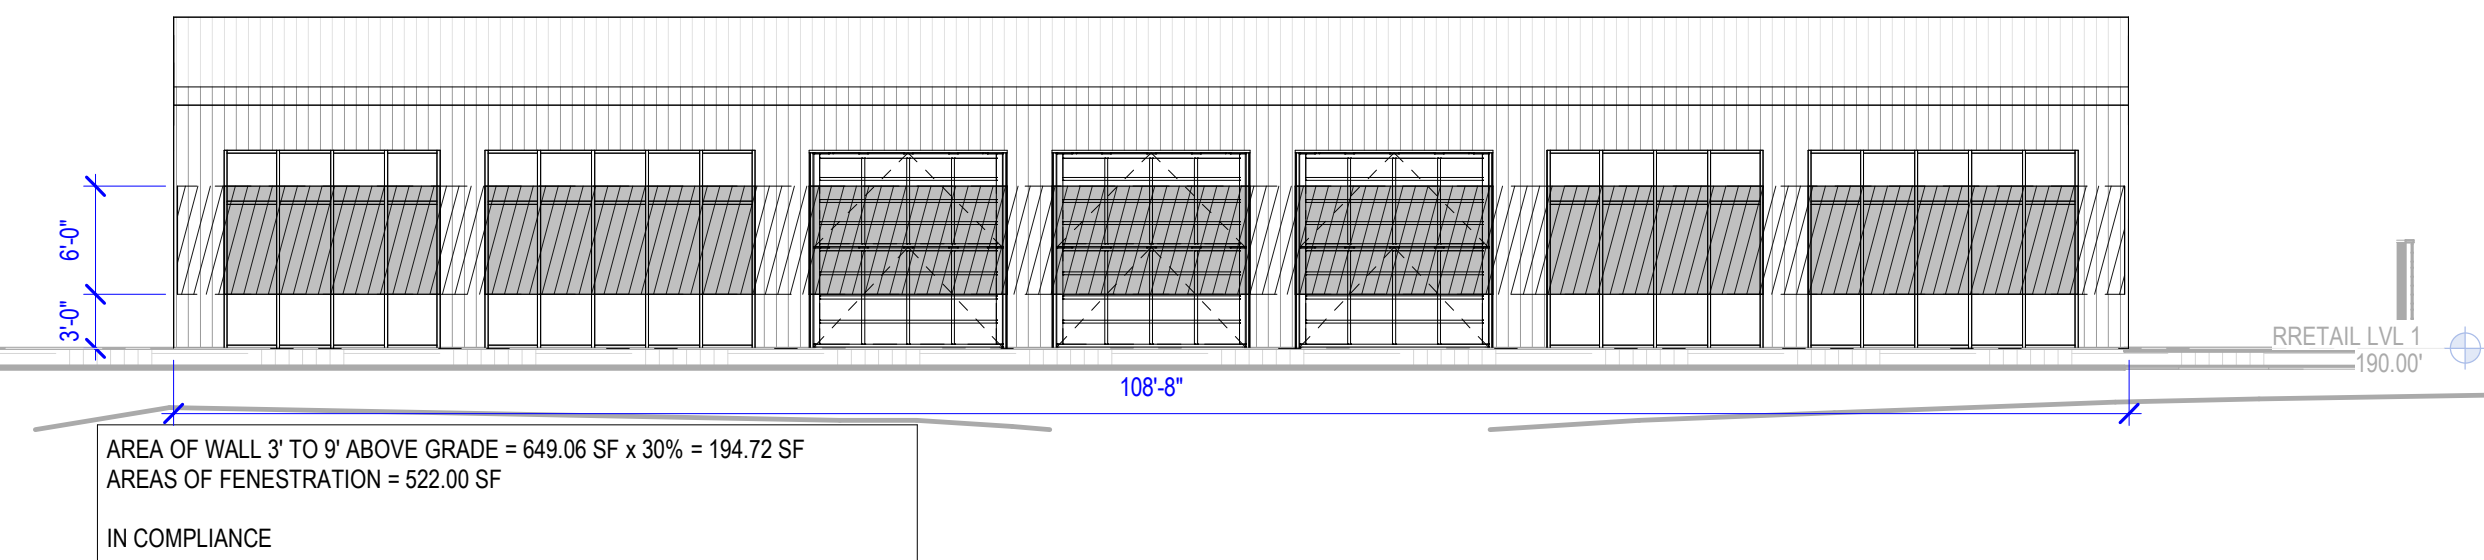 6'-0"
3'-0"
RRETAIL LVL 1
190.00'
108'-8"
AREA OF WALL 3' TO 9' ABOVE GRADE = 649.06 SF x 30% = 194.72 SF
AREAS OF FENESTRATION = 522.00 SF
IN COMPLIANCE